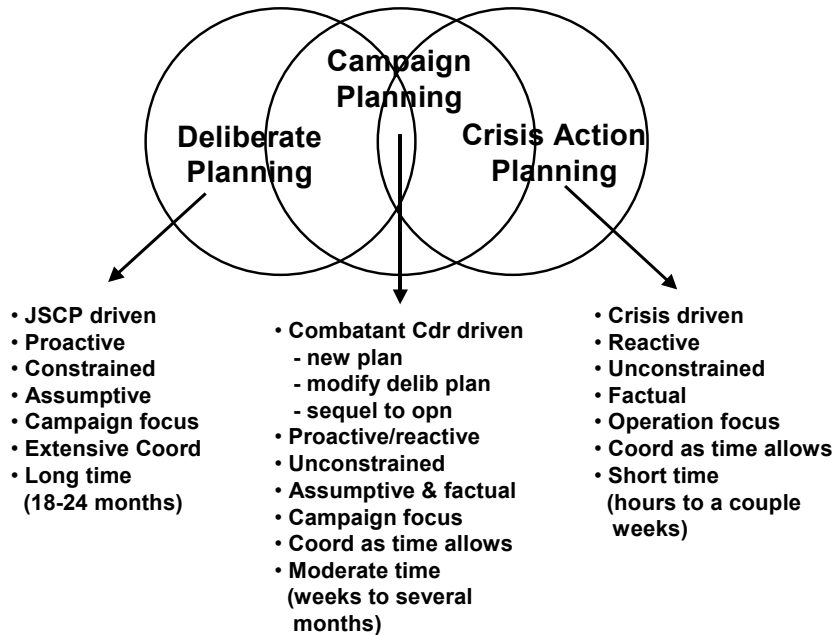 Campaign
Planning
Deliberate
Planning
Crisis Action
Planning
• JSCP driven
• Proactive
• Constrained
• Assumptive
• Campaign focus
• Extensive Coord
• Long time
(18-24 months)
• Combatant Cdr driven
- new plan
- modify delib plan
- sequel to opn
• Proactive/reactive
• Unconstrained
• Assumptive & factual
• Campaign focus
• Coord as time allows
• Moderate time
(weeks to several
months)
• Crisis driven
• Reactive
• Unconstrained
• Factual
• Operation focus
• Coord as time allows
• Short time
(hours to a couple
weeks)